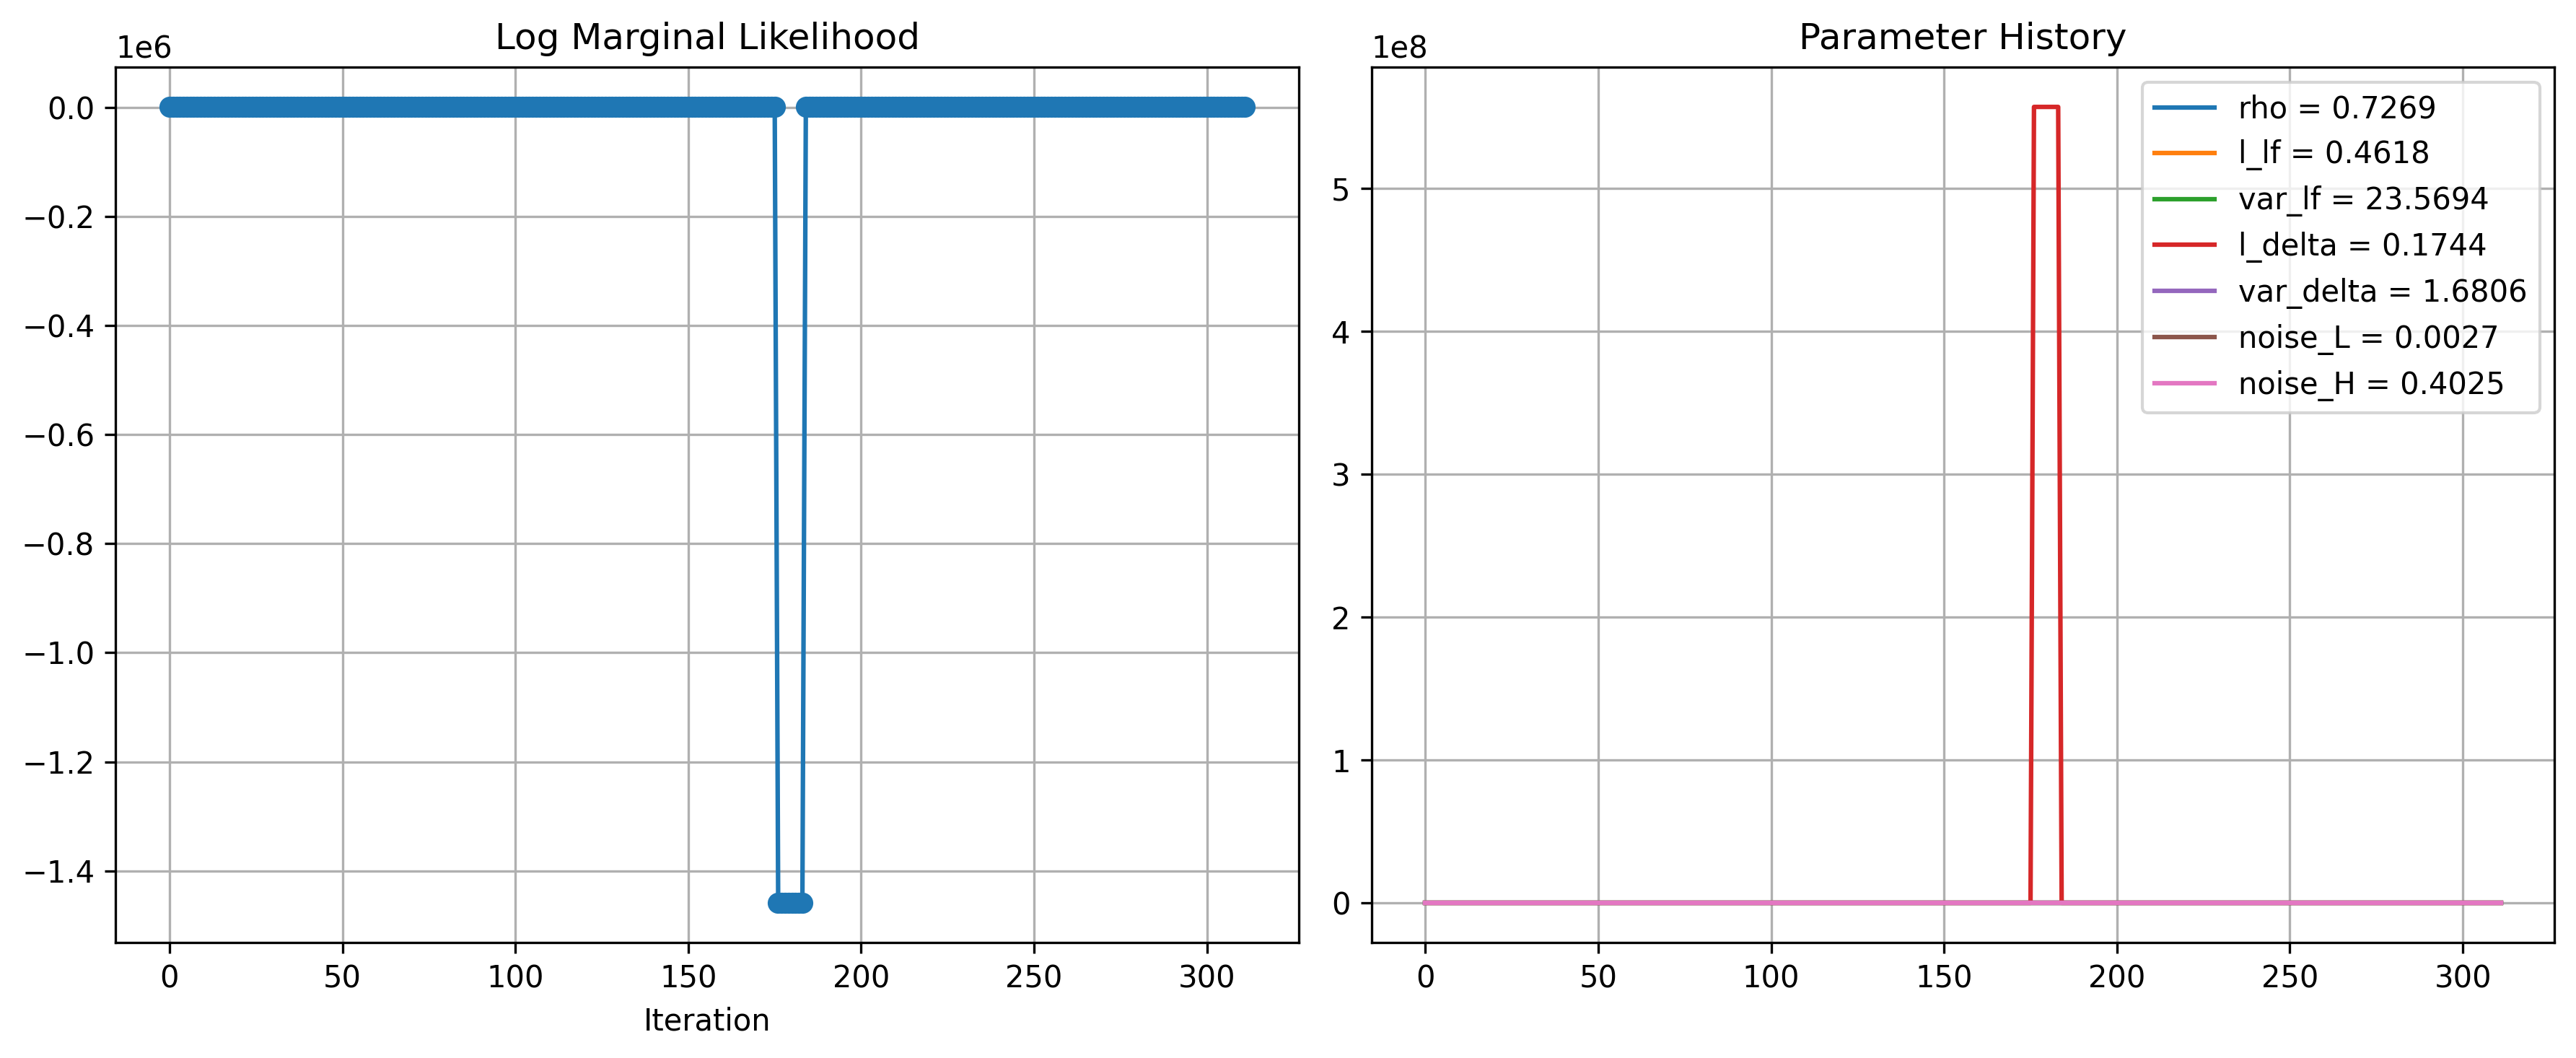 Log Marginal Likelihood
1e6
0.0
−0.2
−0.4
−0.6
−0.8
−1.0
−1.2
−1.4
0 50 100 150 200 250 300
Iteration
Parameter History
1e8
5
4
3
2
1
0
0 50 100 150 200 250 300
rho = 0.7269
l_lf = 0.4618
var_lf = 23.5694
l_delta = 0.1744
var_delta = 1.6806
noise_L = 0.0027
noise_H = 0.4025